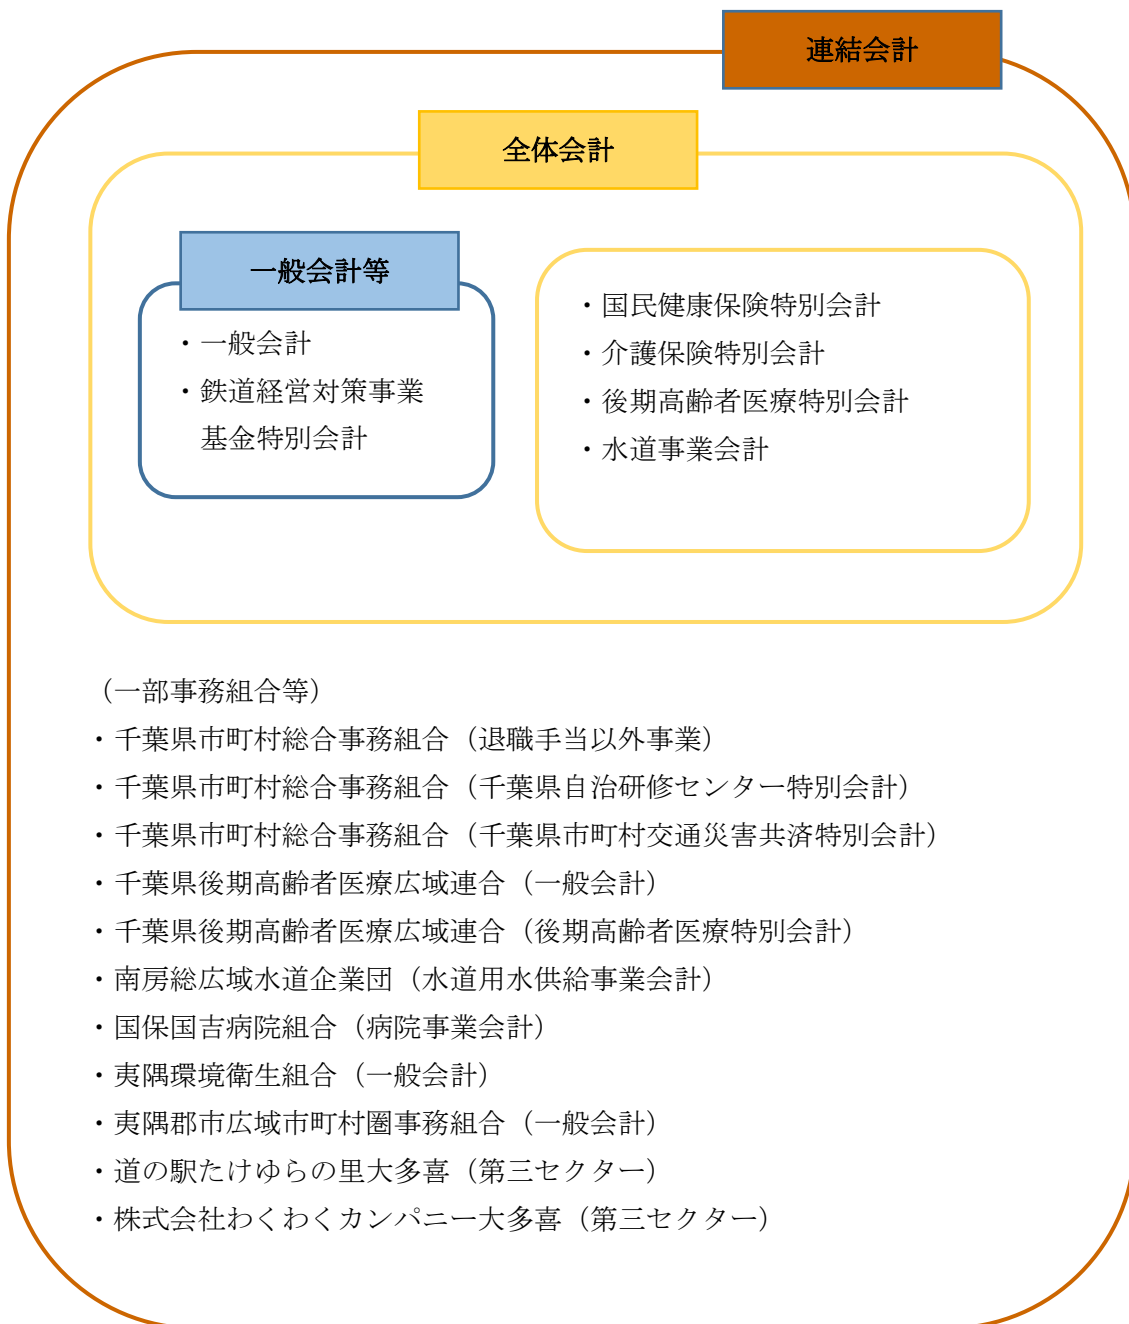 連結会計
全体会計
一般会計等
・一般会計
・鉄道経営対策事業
基金特別会計
・国民健康保険特別会計
・介護保険特別会計
・後期高齢者医療特別会計
・水道事業会計
（一部事務組合等）
・千葉県市町村総合事務組合（退職手当以外事業）
・千葉県市町村総合事務組合（千葉県自治研修センター特別会計）
・千葉県市町村総合事務組合（千葉県市町村交通災害共済特別会計）
・千葉県後期高齢者医療広域連合（一般会計）
・千葉県後期高齢者医療広域連合（後期高齢者医療特別会計）
・南房総広域水道企業団（水道用水供給事業会計）
・国保国吉病院組合（病院事業会計）
・夷隅環境衛生組合（一般会計）
・夷隅郡市広域市町村圏事務組合（一般会計）
・道の駅たけゆらの里大多喜（第三セクター）
・株式会社わくわくカンパニー大多喜（第三セクター）